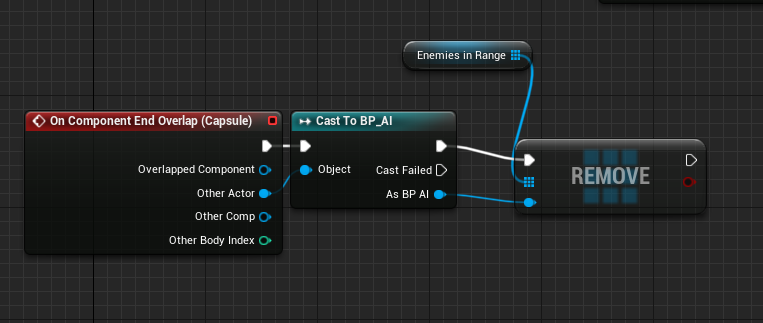 Enemies in Range
On Component End Overlap (Capsule)
Cast To BP_AI
Overlapped Component
Object
Cast Failed
REMOVE
Other Actor
As BP AI
Other Comp
Other Body Index